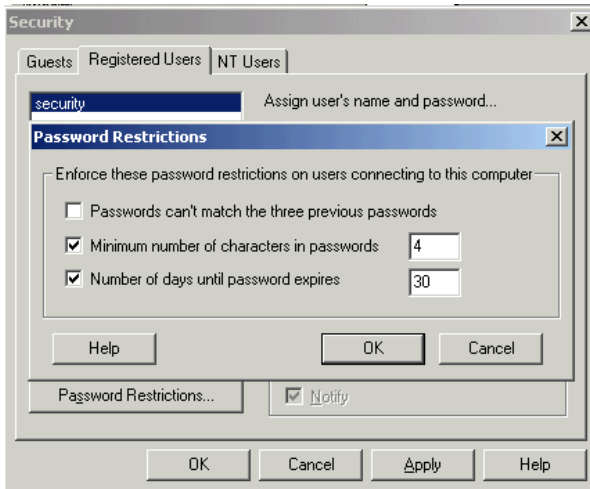 Security
Guests Registered Users NT Users
security Assign user's name and password...
Password Restrictions
Enforce these password restrictions on users connecting to this computer
Passwords can't match the three previous passwords
Minimum number of characters in passwords 4
Number of days until password expires 30
Help OK Cancel
Password Restrictions... Notify
OK Cancel Apply Help